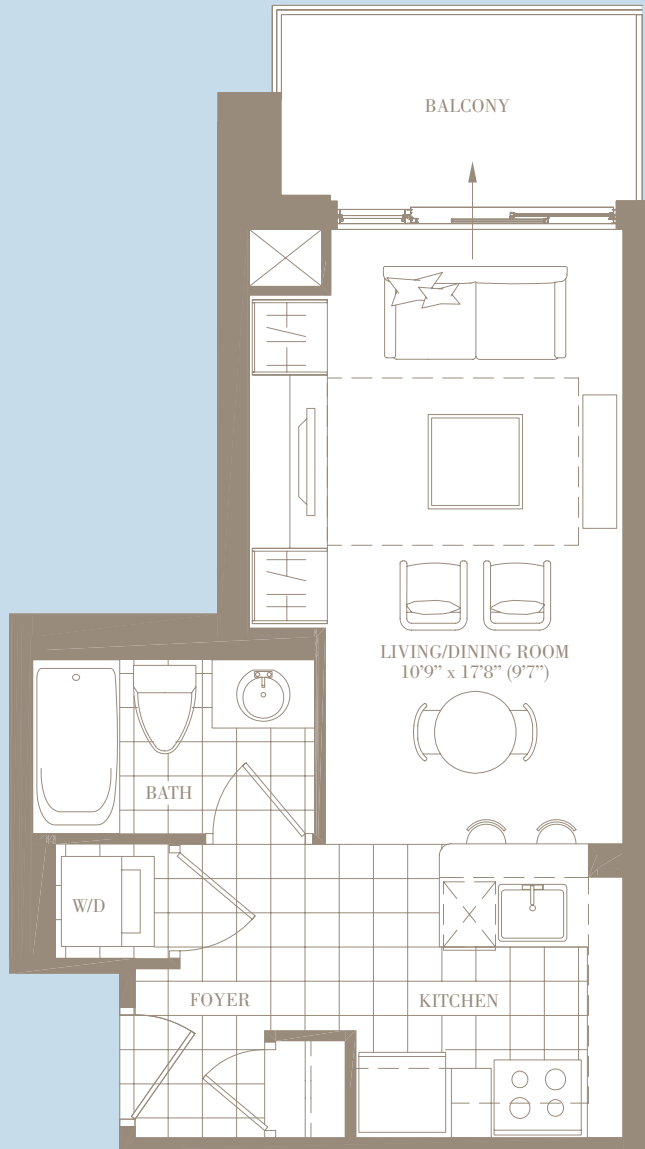 BALCONY
LIVING/DINING ROOM
10’9” x 17’8” (9’7”)
BATH
W/D
FOYER
KITCHEN